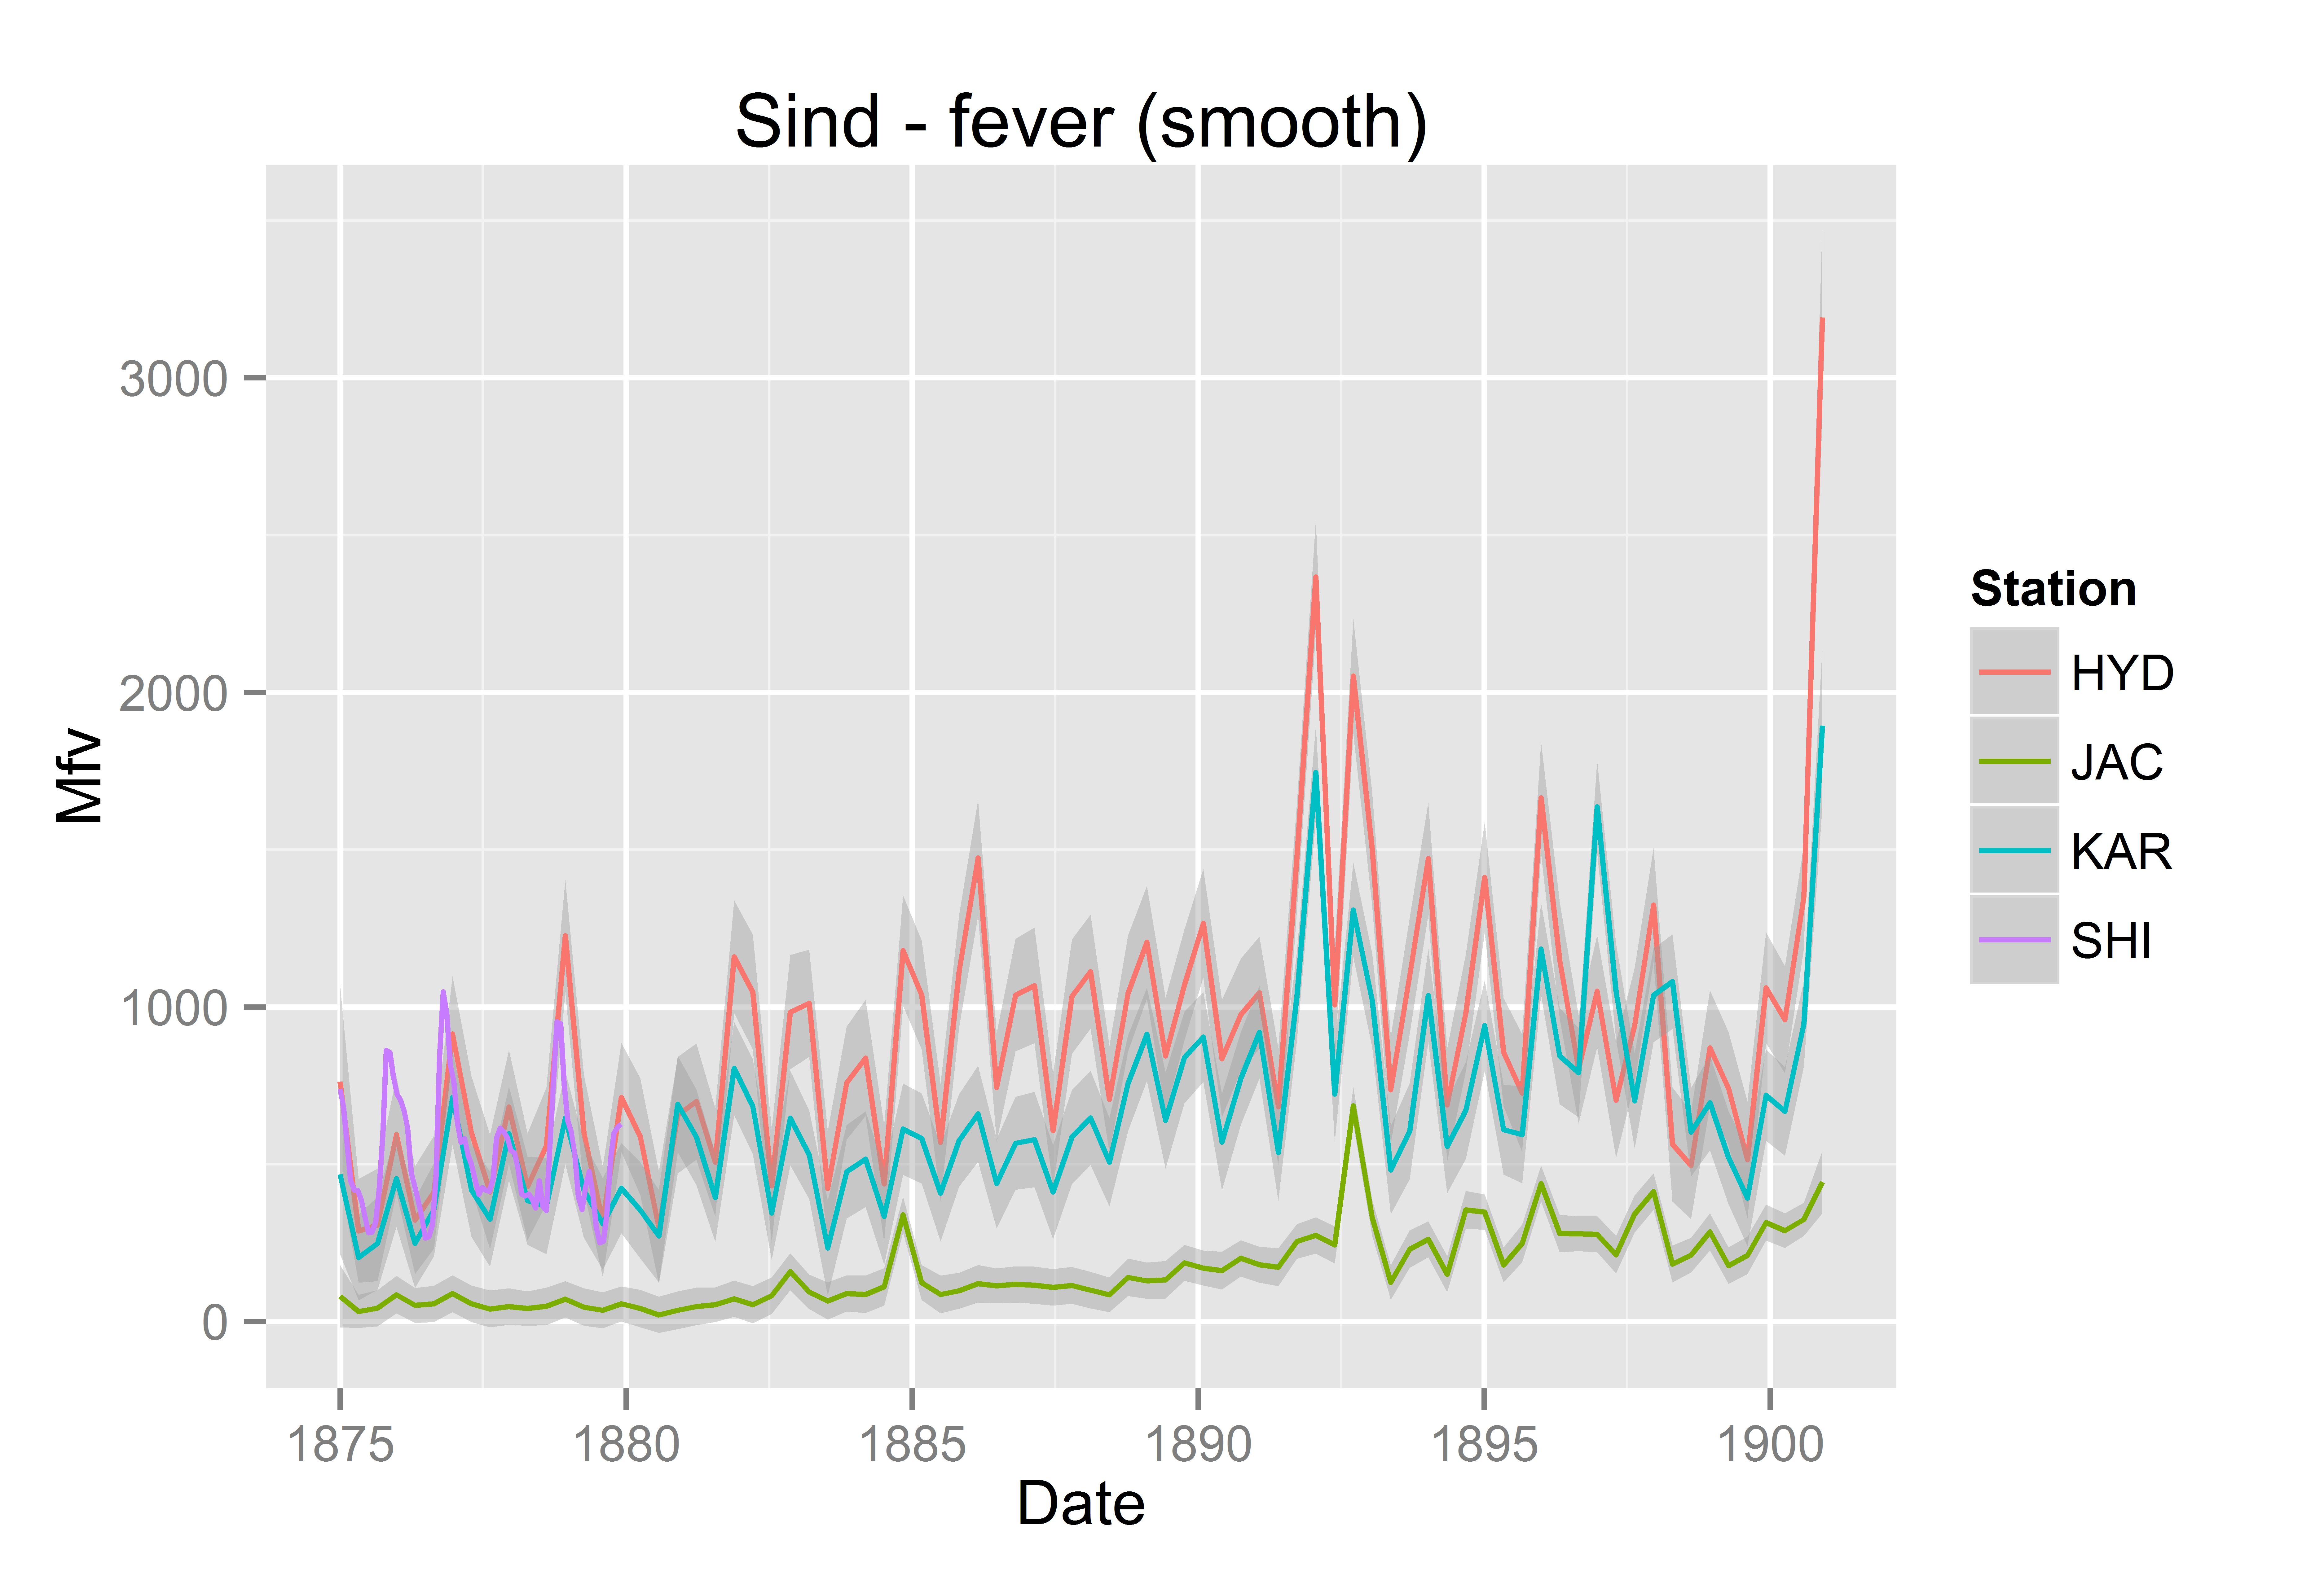 Sind - fever (smooth)
Mfv
3000
2000
1000
0
1875 1880 1885 1890 1895 1900
Date
Station
HYD
JAC
KAR
SHI